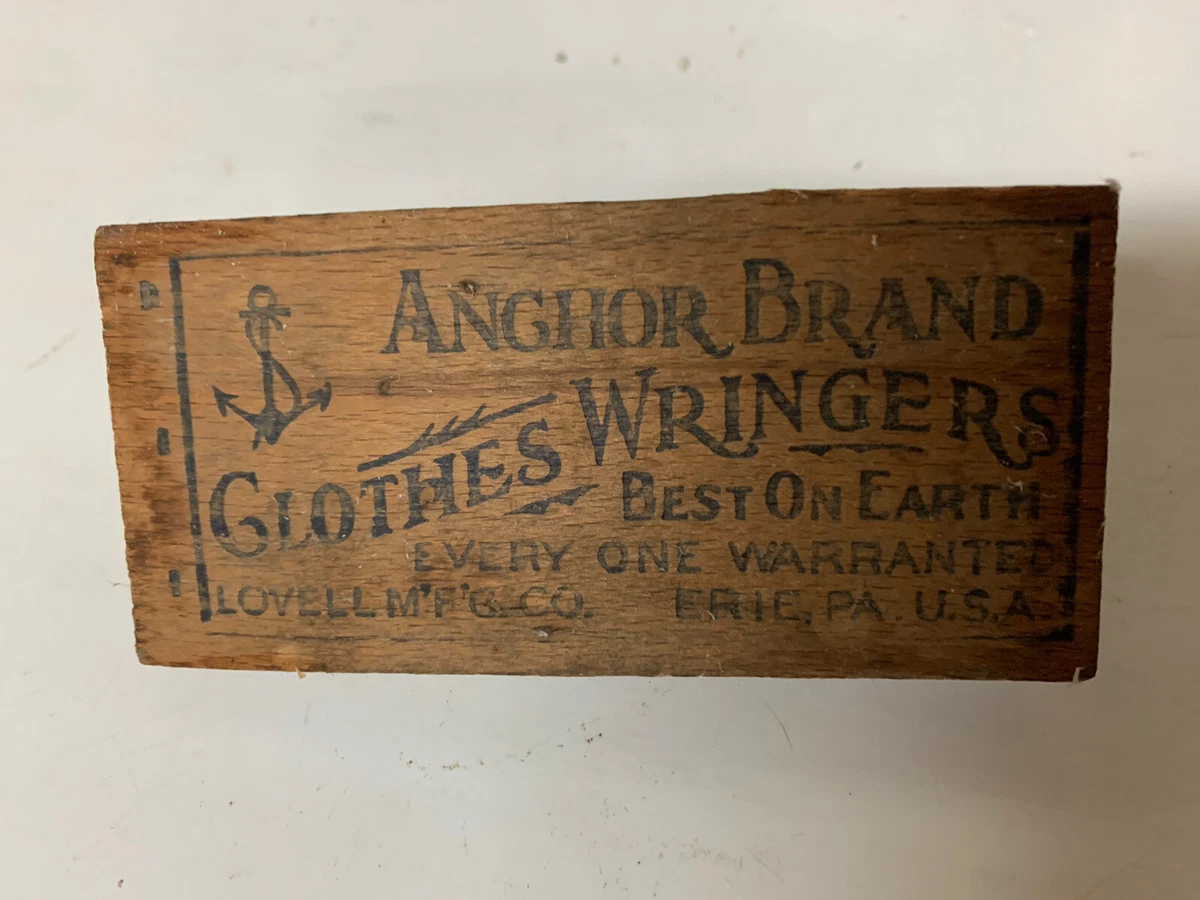 ANCHOR BRAND
CLOTHES WRINGERS
BEST ON EARTH
EVERY ONE WARRANTED
LOVELL M'F'G. CO. ERIE, PA. U.S.A.